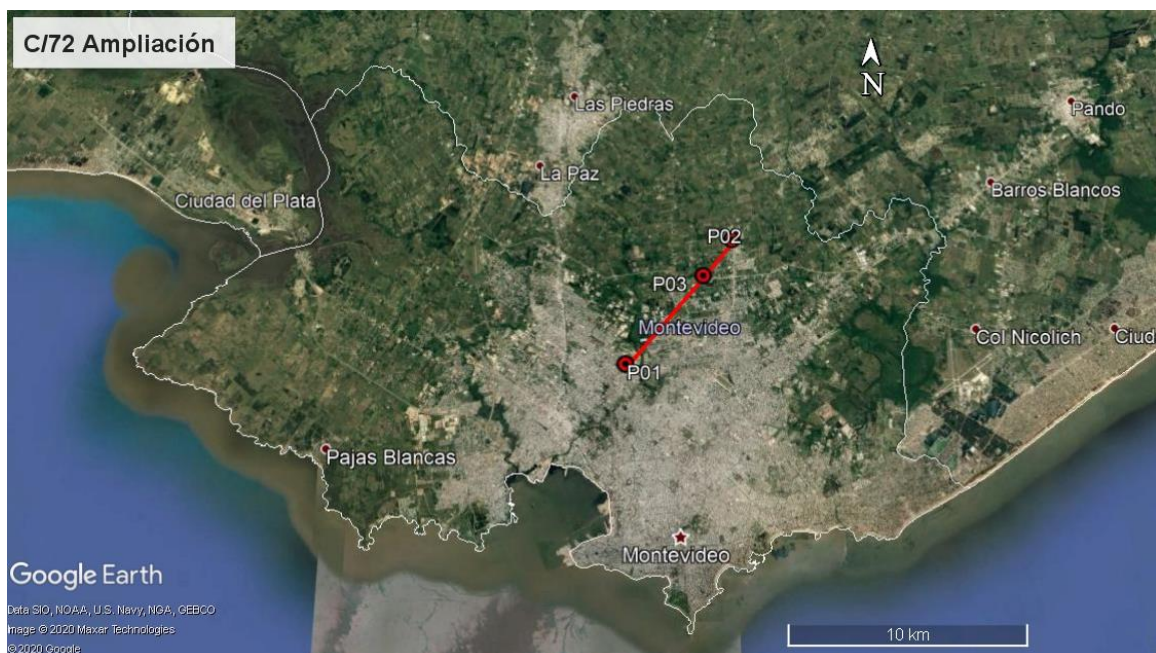 C/72 Ampliación
N
Las Piedras
Pando
La Paz
Barros Blancos
Ciudad del Plata
P02
P03
Montevideo
Col Nicolich
Ciud
P01
Pajas Blancas
Montevideo
Google Earth
Data SIO, NOAA, U.S. Navy, NGA, GEBCO
Image © 2020 Maxar Technologies
© 2020 Google
10 km